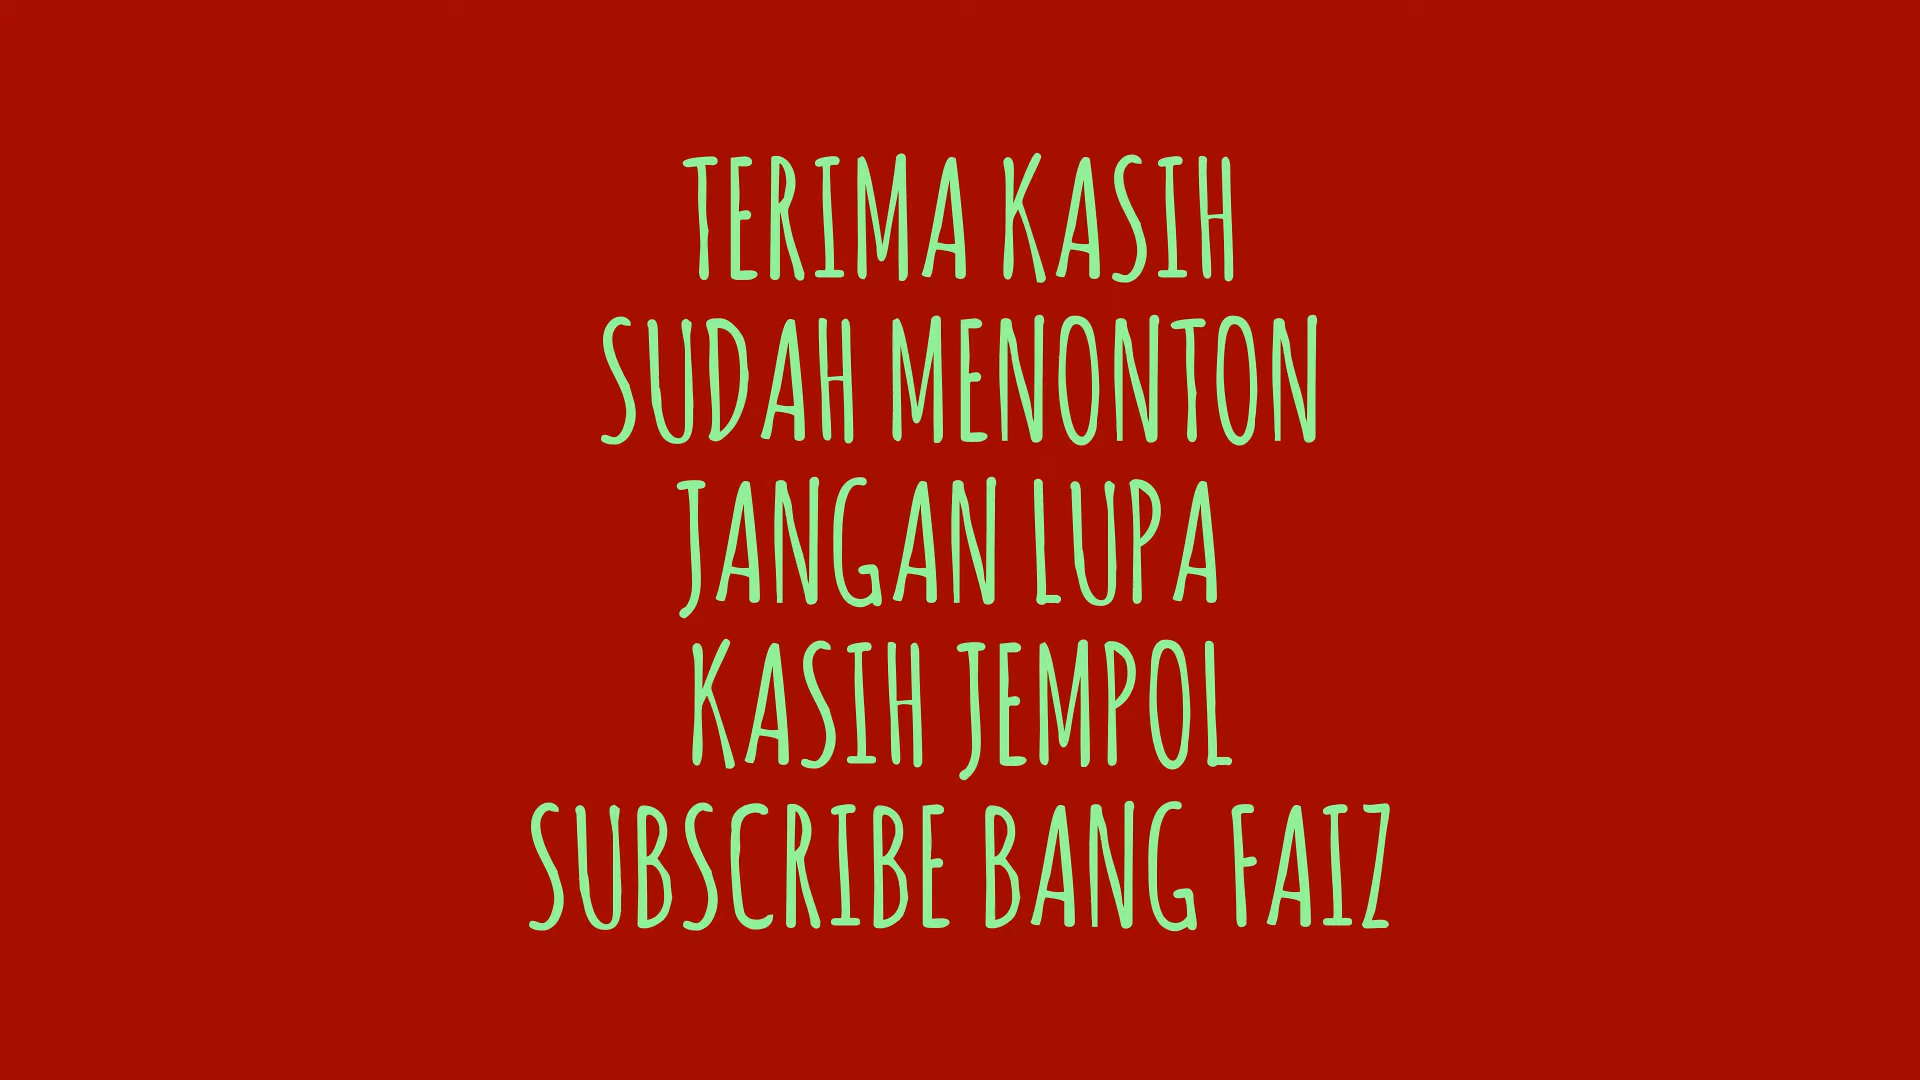 TERIMA KASIH
SUDAH MENONTON
JANGAN LUPA
KASIH JEMPOL
SUBSCRIBE BANG FAIZ